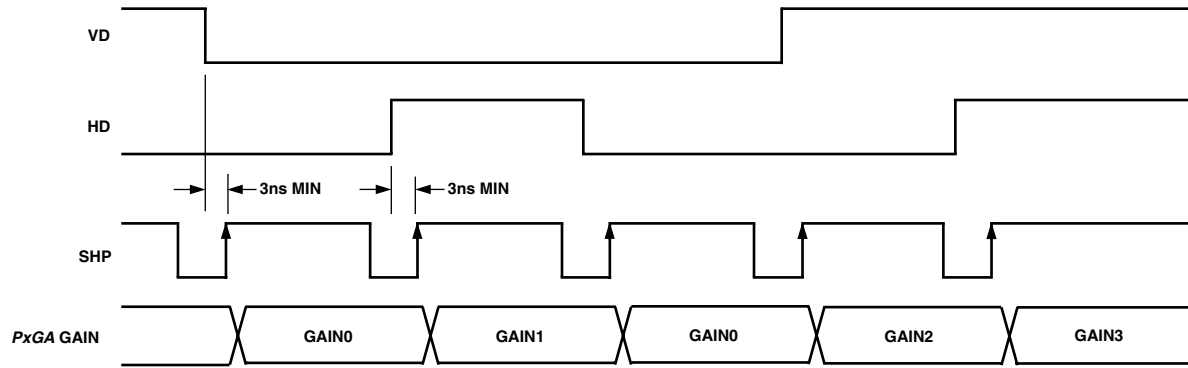 VD
HD
3ns MIN 3ns MIN
SHP
PxGA GAIN GAIN0 GAIN1 GAIN0 GAIN2 GAIN3